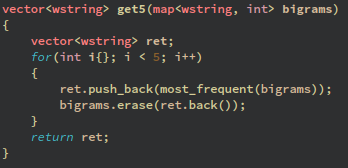 vector<wstring> get5(map<wstring, int> bigrams)
{
    vector<wstring> ret;
    for(int i{}; i < 5; i++)
    {
        ret.push_back(most_frequent(bigrams));
        bigrams.erase(ret.back());
    }
    return ret;
}